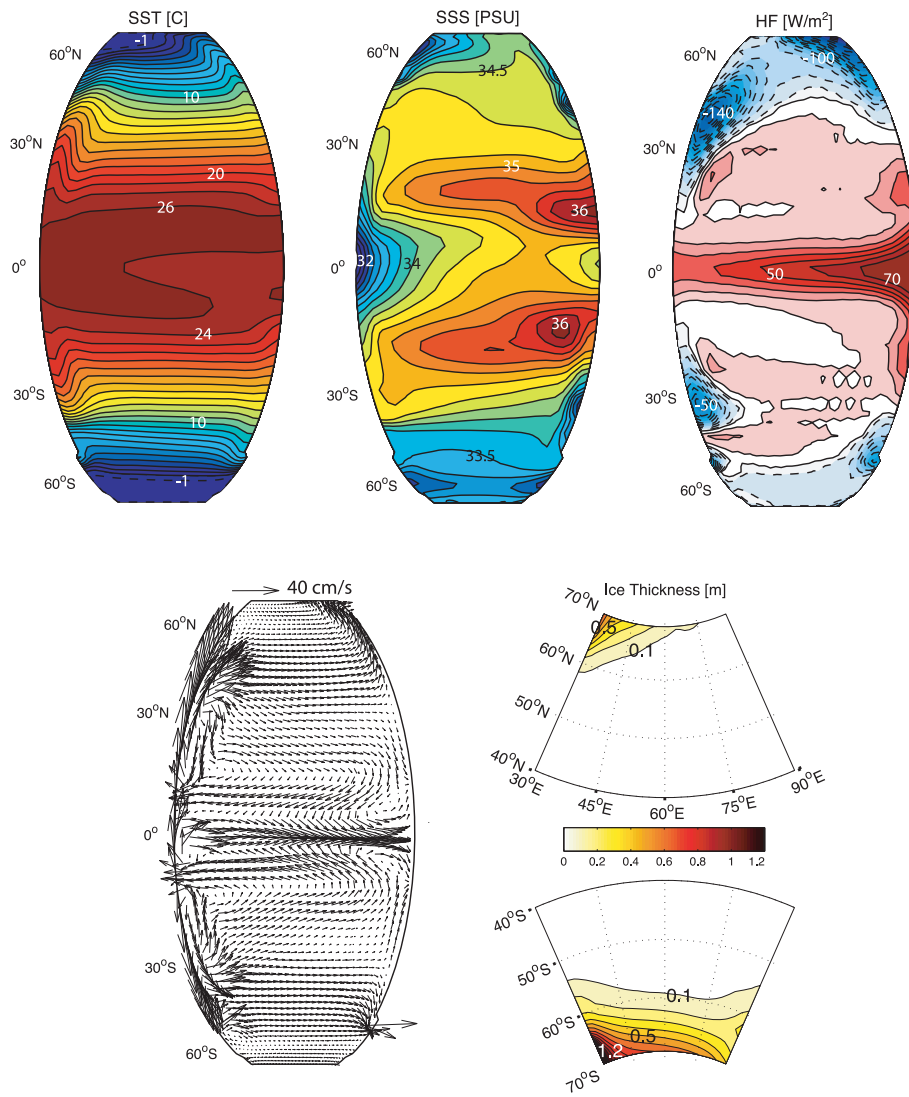 SST [C]
SSS [PSU]
HF [W/m²]
60°N
30°N
0°
30°S
60°S
-1
10
20
26
24
10
-1
60°N
30°N
0°
30°S
60°S
34.5
35
36
32
34
36
33.5
60°N
30°N
0°
30°S
60°S
-100
-140
50
70
-50
40 cm/s
60°N
30°N
0°
30°S
60°S
Ice Thickness [m]
70°N
60°N
50°N
40°N
0.5
0.1
30°E
45°E
60°E
75°E
90°E
0 0.2 0.4 0.6 0.8 1 1.2
40°S
50°S
60°S
70°S
0.1
0.5
1.2